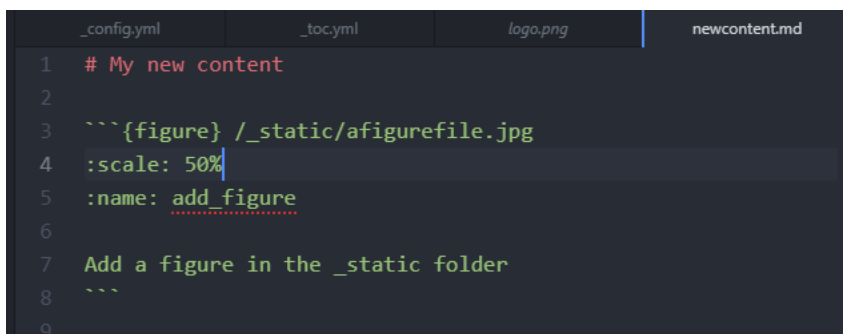 _config.yml _toc.yml logo.png newcontent.md
1 # My new content
2
3 ```{figure} /_static/afigurefile.jpg
4 :scale: 50%
5 :name: add_figure
6
7 Add a figure in the _static folder
8 ```
9